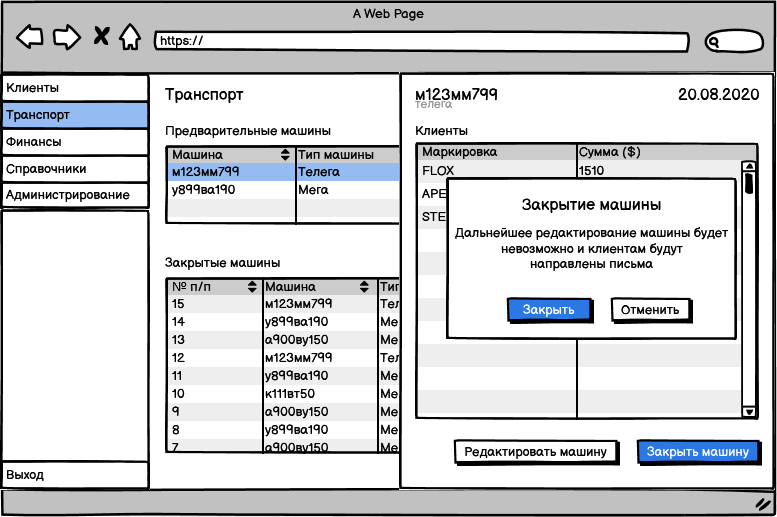 A Web Page
https://
Клиенты
Транспорт
Финансы
Справочники
Администрирование
Выход
Транспорт
Предварительные машины
Машина Тип машины
м123мм799 Телега
у899ва190 Мега
Закрытые машины
№ п/п Машина Тип
15 м123мм799 Тел
14 у899ва190 Ме
13 а900ву150 Ме
12 м123мм799 Тел
11 у899ва190 Ме
10 к111вт50 Ме
9 а900ву150 Ме
8 у899ва190 Ме
7 а900ву150 Ме
м123мм799 20.08.2020
телега
Клиенты
Маркировка Сумма ($)
FLOX 1510
APE
STE
Закрытие машины
Дальнейшее редактирование машины будет
невозможно и клиентам будут
направлены письма
Закрыть Отменить
Редактировать машину Закрыть машину